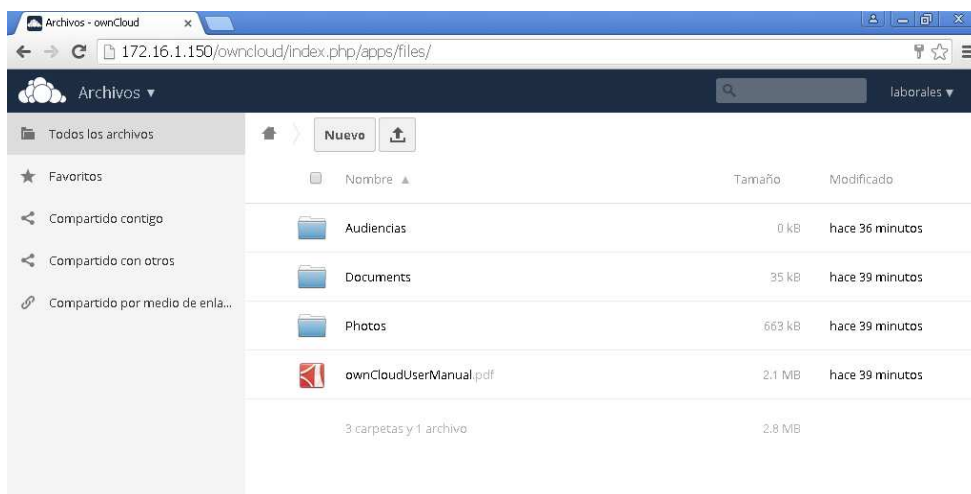 Archivos - ownCloud
172.16.1.150/owncloud/index.php/apps/files/
Archivos ▾ laborales ▾
Todos los archivos
Favoritos
Compartido contigo
Compartido con otros
Compartido por medio de enla...
Nuevo
Nombre ▲ Tamaño Modificado
Audiencias 0 kB hace 36 minutos
Documents 35 kB hace 39 minutos
Photos 663 kB hace 39 minutos
ownCloudUserManual.pdf 2.1 MB hace 39 minutos
3 carpetas y 1 archivo 2.8 MB